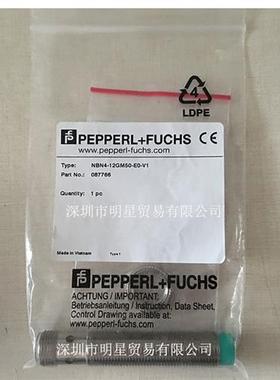 4
LDPE
PEPPERL+FUCHS CE
www.pepperl-fuchs.com
Type: NBN4-12GM50-E0-V1
Part No.: 087766
Quantity: 1 pc
深圳市明星贸易有限公司
Made in Vietnam
Type 1
PEPPERL+FUCHS
ACHTUNG / IMPORTANT:
Betriebsanleitung /
Instruction, Data Sheet,
Control Drawing available at:
www.pepperl-fuchs.com
深圳市明星贸易有限公司